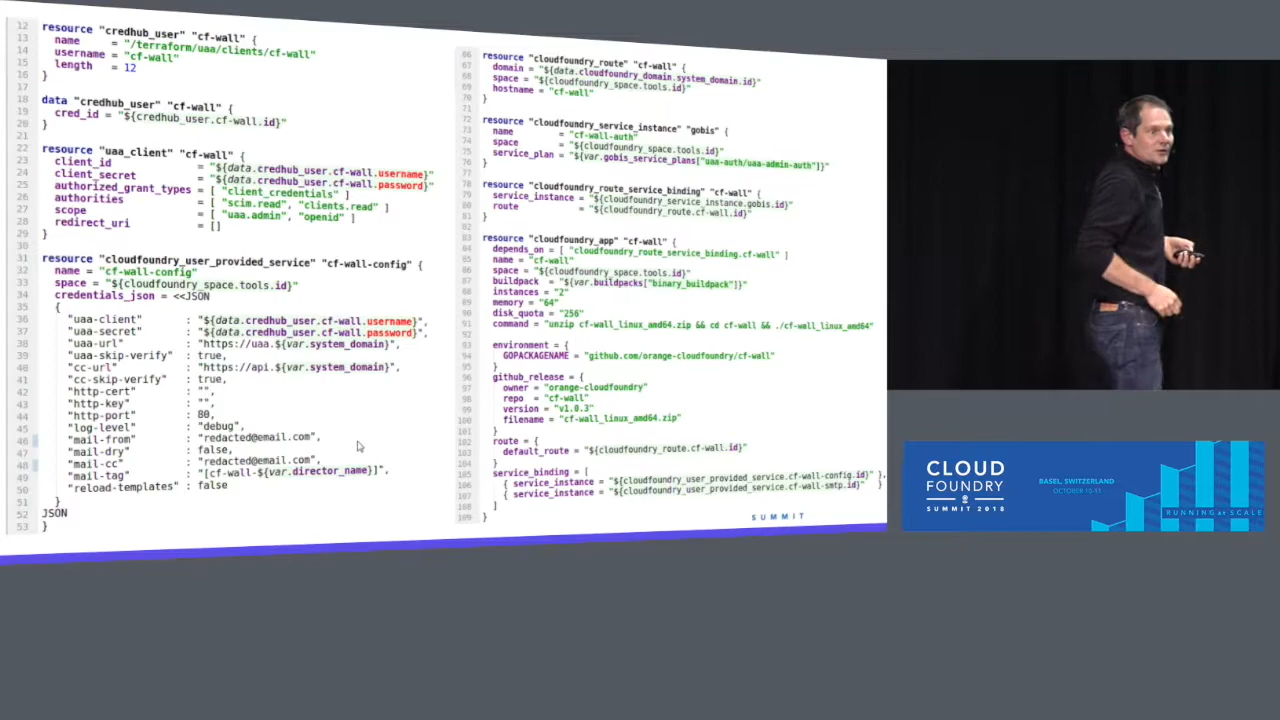 12 resource "credhub_user" "cf-wall" {
13 name = "/terraform/uaa/clients/cf-wall"
14 username = "cf-wall"
15 length = 12
16 }
17
18 data "credhub_user" "cf-wall" {
19 cred_id = "${credhub_user.cf-wall.id}"
20 }
21
22 resource "uaa_client" "cf-wall" {
23 client_id = "${data.credhub_user.cf-wall.username}"
24 client_secret = "${data.credhub_user.cf-wall.password}"
25 authorized_grant_types = [ "client_credentials" ]
26 authorities = [ "scim.read", "clients.read" ]
27 scope = [ "uaa.admin", "openid" ]
28 redirect_uri = []
29 }
30
31 resource "cloudfoundry_user_provided_service" "cf-wall-config" {
32 name = "cf-wall-config"
33 space = "${cloudfoundry_space.tools.id}"
34 credentials_json = <<JSON
35 {
36 "uaa-client" : "${data.credhub_user.cf-wall.username}",
37 "uaa-secret" : "${data.credhub_user.cf-wall.password}",
38 "uaa-url" : "https://uaa.${var.system_domain}",
39 "uaa-skip-verify" : true,
40 "cc-url" : "https://api.${var.system_domain}",
41 "cc-skip-verify" : true,
42 "http-cert" : "",
43 "http-key" : "",
44 "http-port" : 80,
45 "log-level" : "debug",
46 "mail-from" : "redacted@email.com",
47 "mail-dry" : false,
48 "mail-cc" : "redacted@email.com",
49 "mail-tag" : "[cf-wall-${var.director_name}]",
50 "reload-templates" : false
51 }
52 JSON
53 }
66 resource "cloudfoundry_route" "cf-wall" {
67 domain = "${data.cloudfoundry_domain.system_domain.id}"
68 space = "${cloudfoundry_space.tools.id}"
69 hostname = "cf-wall"
70 }
71
72 resource "cloudfoundry_service_instance" "gobis" {
73 name = "cf-wall-auth"
74 space = "${cloudfoundry_space.tools.id}"
75 service_plan = "${var.gobis_service_plans["uaa-auth/uaa-admin-auth"]}"
76 }
77
78 resource "cloudfoundry_route_service_binding" "cf-wall" {
79 service_instance = "${cloudfoundry_service_instance.gobis.id}"
80 route = "${cloudfoundry_route.cf-wall.id}"
81 }
82
83 resource "cloudfoundry_app" "cf-wall" {
84 depends_on = [ "cloudfoundry_route_service_binding.cf-wall" ]
85 name = "cf-wall"
86 space = "${cloudfoundry_space.tools.id}"
87 buildpack = "${var.buildpacks["binary_buildpack"]}"
88 instances = "2"
89 memory = "64"
90 disk_quota = "256"
91 command = "unzip cf-wall_linux_amd64.zip && cd cf-wall && ./cf-wall_linux_amd64"
92
93 environment = {
94 GOPACKAGENAME = "github.com/orange-cloudfoundry/cf-wall"
95 }
96 github_release = {
97 owner = "orange-cloudfoundry"
98 repo = "cf-wall"
99 version = "v1.0.3"
100 filename = "cf-wall_linux_amd64.zip"
101 }
102 route = {
103 default_route = "${cloudfoundry_route.cf-wall.id}"
104 }
105 service_binding = [
106 { service_instance = "${cloudfoundry_user_provided_service.cf-wall-config.id}" },
107 { service_instance = "${cloudfoundry_user_provided_service.cf-wall-smtp.id}" }
108 ]
109 }
SUMMIT
CLOUD
FOUNDRY
SUMMIT 2018
BASEL, SWITZERLAND
OCTOBER 10-11
RUNNING at SCALE